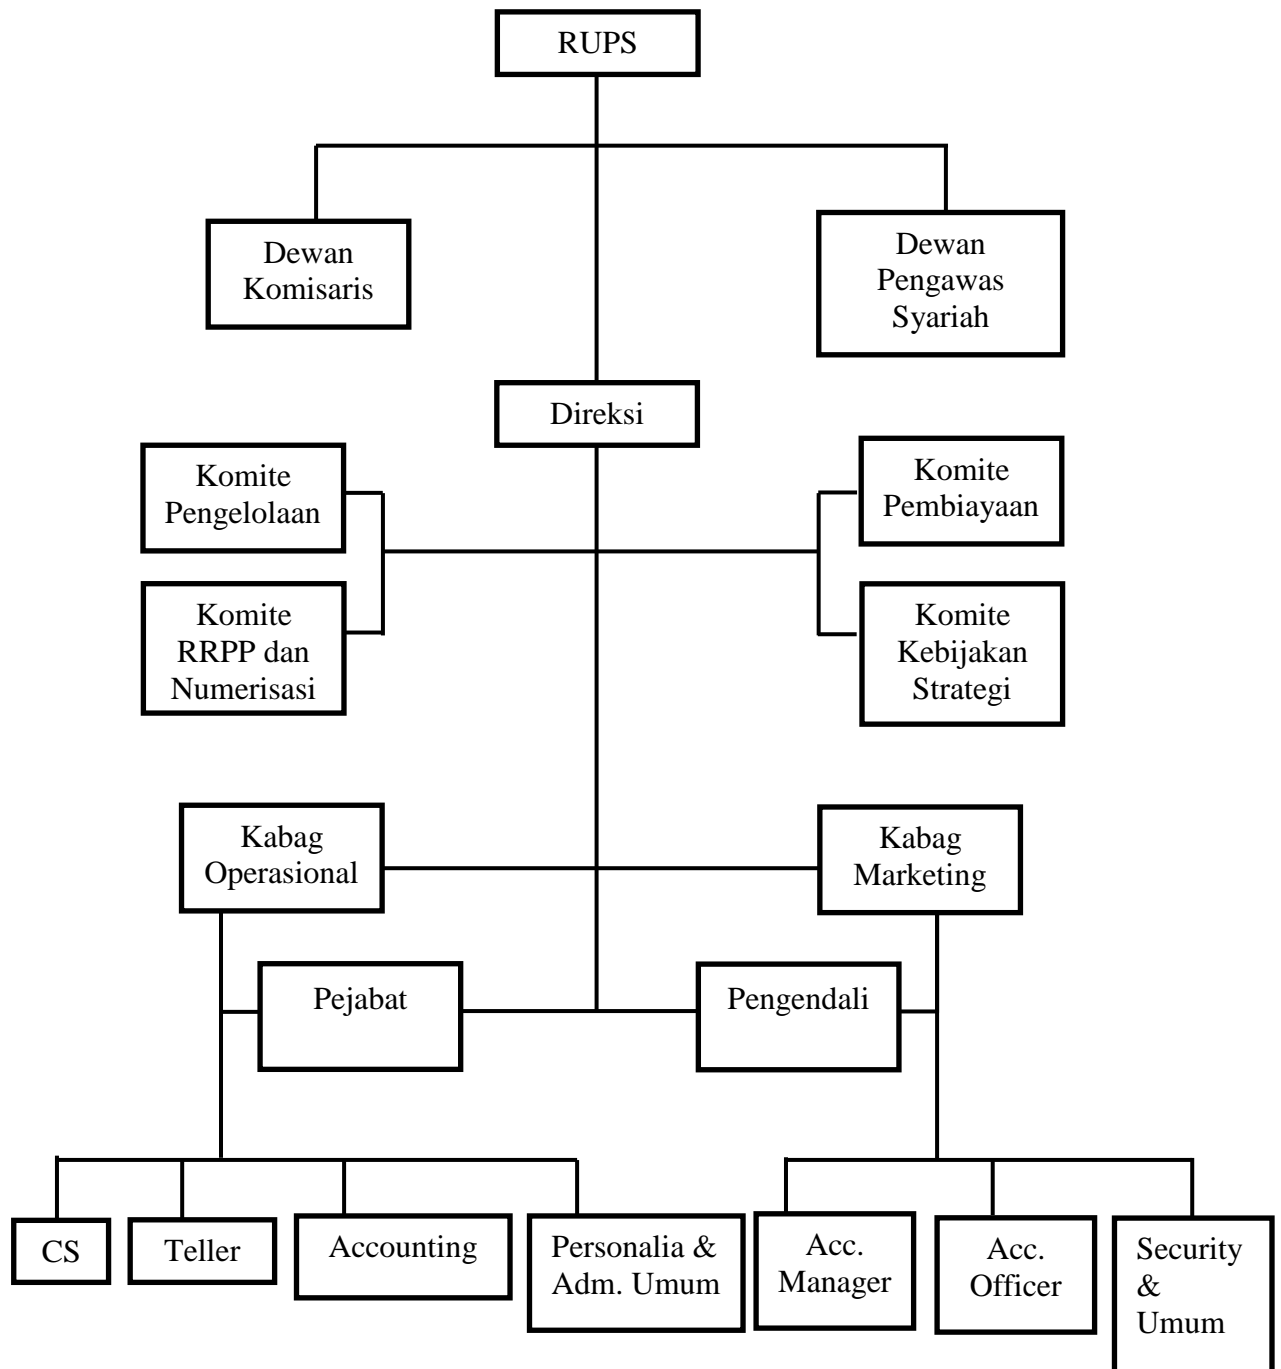 RUPS
Dewan
Komisaris
Dewan
Pengawas
Syariah
Direksi
Komite
Pengelolaan
Komite
Pembiayaan
Komite
RRPP dan
Numerisasi
Komite
Kebijakan
Strategi
Kabag
Operasional
Kabag
Marketing
Pejabat
Pengendali
CS
Teller
Accounting
Personalia &
Adm. Umum
Acc.
Manager
Acc.
Officer
Security
&
Umum